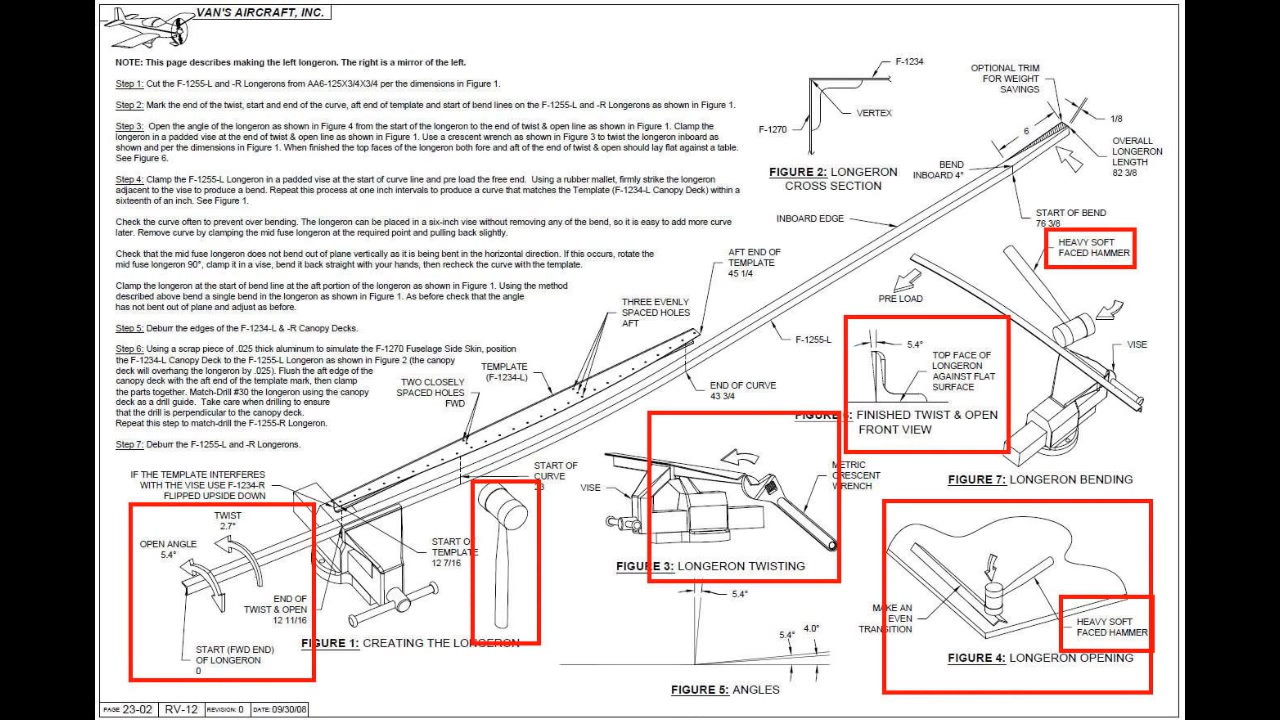 VAN'S AIRCRAFT, INC.
NOTE: This page describes making the left longeron. The right is a mirror of the left.
Step 1: Cut the F-1255-L and -R Longerons from AA6-125X3/4X3/4 per the dimensions in Figure 1.
Step 2: Mark the end of the twist, start and end of the curve, aft end of template and start of bend lines on the F-1255-L and -R Longerons as shown in Figure 1.
Step 3: Open the angle of the longeron as shown in Figure 4 from the start of the longeron to the end of twist & open line as shown in Figure 1. Clamp the
longeron in a padded vise at the end of twist & open line as shown in Figure 1. Use a crescent wrench as shown in Figure 3 to twist the longeron inboard as
shown and per the dimensions in Figure 1. When finished the top faces of the longeron both fore and aft of the end of twist & open should lay flat against a table.
See Figure 6.
Step 4: Clamp the F-1255-L Longeron in a padded vise at the start of curve line and pre load the free end. Using a rubber mallet, firmly strike the longeron
adjacent to the vise to produce a bend. Repeat this process at one inch intervals to produce a curve that matches the Template (F-1234-L Canopy Deck) within a
sixteenth of an inch. See Figure 1.
Check the curve often to prevent over bending. The longeron can be placed in a six-inch vise without removing any of the bend, so it is easy to add more curve
later. Remove curve by clamping the mid fuse longeron at the required point and pulling back slightly.
Check that the mid fuse longeron does not bend out of plane vertically as it is being bent in the horizontal direction. If this occurs, rotate the
mid fuse longeron 90°, clamp it in a vise, bend it back straight with your hands, then recheck the curve with the template.
Clamp the longeron at the start of bend line at the aft portion of the longeron as shown in Figure 1. Using the method
described above bend a single bend in the longeron as shown in Figure 1. As before check that the angle
has not bent out of plane and adjust as before.
Step 5: Deburr the edges of the F-1234-L & -R Canopy Decks.
Step 6: Using a scrap piece of .025 thick aluminum to simulate the F-1270 Fuselage Side Skin, position
the F-1234-L Canopy Deck to the F-1255-L Longeron as shown in Figure 2 (the canopy
deck will overhang the longeron by .025). Flush the aft edge of the
canopy deck with the aft end of the template mark, then clamp
the parts together. Match-Drill #30 the longeron using the canopy
deck as a drill guide. Take care when drilling to ensure
that the drill is perpendicular to the canopy deck.
Repeat this step to match-drill the F-1255-R Longeron.
Step 7: Deburr the F-1255-L and -R Longerons.
F-1234
VERTEX
F-1270
FIGURE 2: LONGERON
CROSS SECTION
OPTIONAL TRIM
FOR WEIGHT
SAVINGS
6
1/8
OVERALL
LONGERON
LENGTH
82 3/8
BEND
INBOARD 4°
START OF BEND
76 3/8
INBOARD EDGE
AFT END OF
TEMPLATE
45 1/4
THREE EVENLY
SPACED HOLES
AFT
TEMPLATE
(F-1234-L)
TWO CLOSELY
SPACED HOLES
FWD
F-1255-L
END OF CURVE
43 3/4
START OF
CURVE
IF THE TEMPLATE INTERFERES
WITH THE VISE USE F-1234-R
FLIPPED UPSIDE DOWN
TWIST
2.7°
OPEN ANGLE
5.4°
START OF
TEMPLATE
12 7/16
END OF
TWIST & OPEN
12 11/16
START (FWD END)
OF LONGERON
0
FIGURE 1: CREATING THE LONGERON
VISE
METRIC
CRESCENT
WRENCH
FIGURE 3: LONGERON TWISTING
5.4°
5.4°
4.0°
FIGURE 5: ANGLES
5.4°
TOP FACE OF
LONGERON
AGAINST FLAT
SURFACE
FINISHED TWIST & OPEN
FRONT VIEW
HEAVY SOFT
FACED HAMMER
PRE LOAD
VISE
FIGURE 7: LONGERON BENDING
MAKE AN
EVEN
TRANSITION
HEAVY SOFT
FACED HAMMER
FIGURE 4: LONGERON OPENING
PAGE 23-02 RV-12 REVISION: 0 DATE: 09/30/08